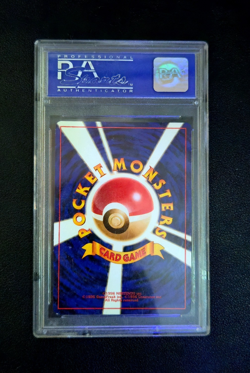 PROFESSIONAL
PSA
AUTHENTICATOR
POCKET MONSTERS
CARD GAME